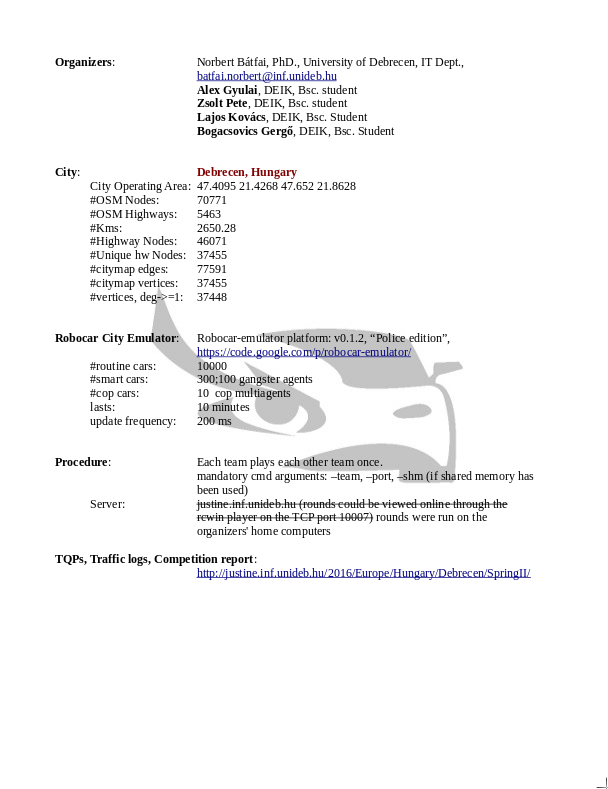 Organizers: Norbert Bátfai, PhD., University of Debrecen, IT Dept.,
batfai.norbert@inf.unideb.hu
Alex Gyulai, DEIK, Bsc. student
Zsolt Pete, DEIK, Bsc. student
Lajos Kovács, DEIK, Bsc. Student
Bogacsovics Gergő, DEIK, Bsc. Student
City: Debrecen, Hungary
City Operating Area: 47.4095 21.4268 47.652 21.8628
#OSM Nodes: 70771
#OSM Highways: 5463
#Kms: 2650.28
#Highway Nodes: 46071
#Unique hw Nodes: 37455
#citymap edges: 77591
#citymap vertices: 37455
#vertices, deg->=1: 37448
Robocar City Emulator: Robocar-emulator platform: v0.1.2, “Police edition”,
https://code.google.com/p/robocar-emulator/
#routine cars: 10000
#smart cars: 300;100 gangster agents
#cop cars: 10 cop multiagents
lasts: 10 minutes
update frequency: 200 ms
Procedure: Each team plays each other team once.
mandatory cmd arguments: –team, –port, –shm (if shared memory has
been used)
Server: justine.inf.unideb.hu (rounds could be viewed online through the
rcwin player on the TCP port 10007) rounds were run on the
organizers' home computers
TQPs, Traffic logs, Competition report:
http://justine.inf.unideb.hu/2016/Europe/Hungary/Debrecen/SpringII/